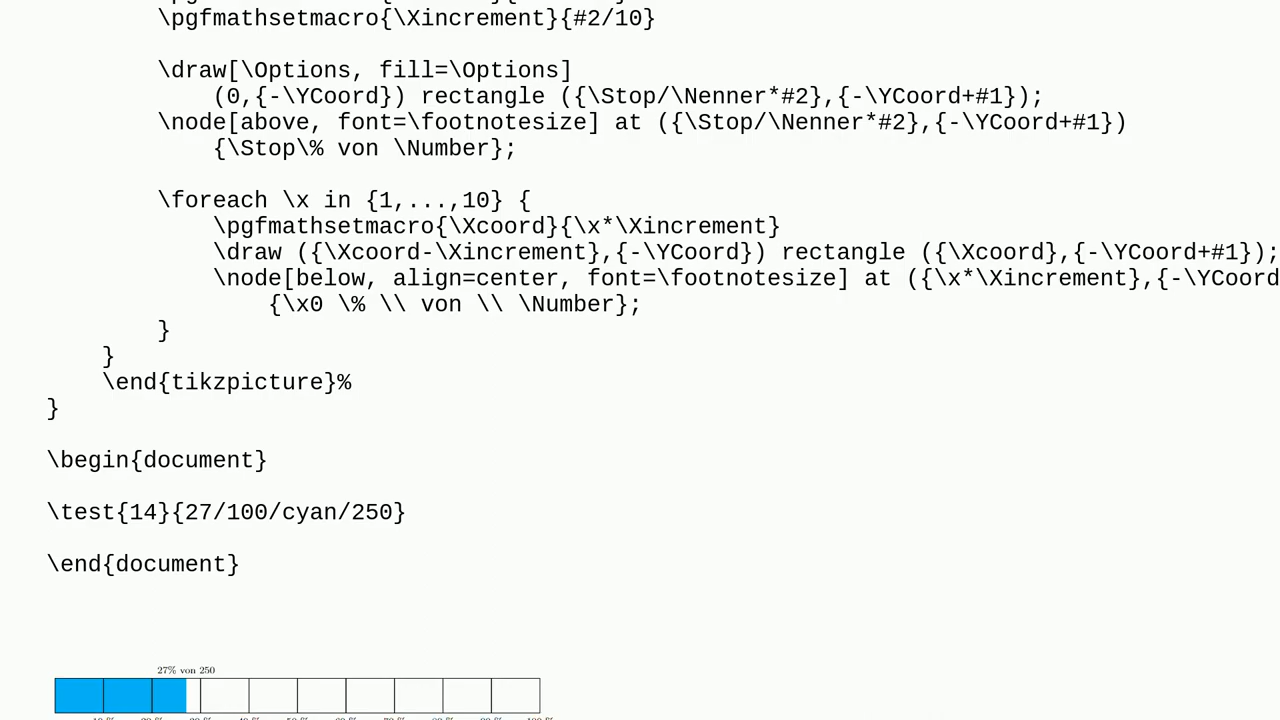 \pgfmathsetmacro{\Xincrement}{#2/10}
\draw[\Options, fill=\Options]
(0,{-\YCoord}) rectangle ({\Stop/\Nenner*#2},{-\YCoord+#1});
\node[above, font=\footnotesize] at ({\Stop/\Nenner*#2},{-\YCoord+#1})
{\Stop\% von \Number};
\foreach \x in {1,...,10} {
\pgfmathsetmacro{\Xcoord}{\x*\Xincrement}
\draw ({\Xcoord-\Xincrement},{-\YCoord}) rectangle ({\Xcoord},{-\YCoord+#1});
\node[below, align=center, font=\footnotesize] at ({\x*\Xincrement},{-\YCoord
{\x0 \% \\ von \\ \Number};
}
}
\end{tikzpicture}%
}
\begin{document}
\test{14}{27/100/cyan/250}
\end{document}
27% von 250